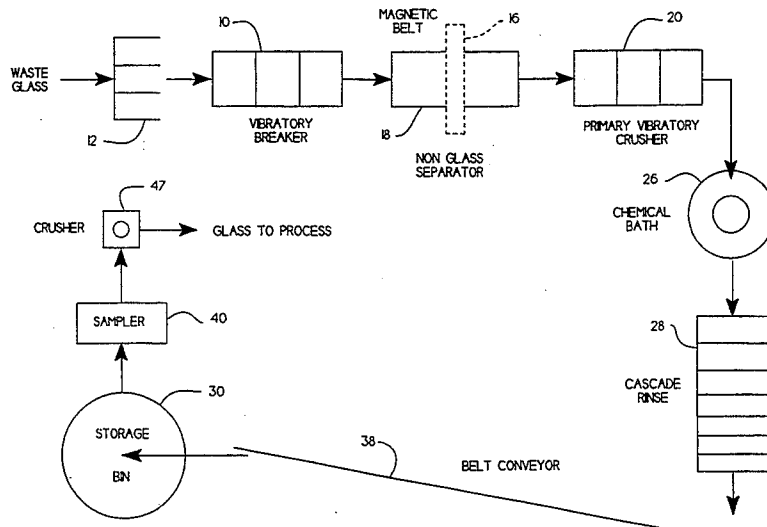 MAGNETIC
BELT
16
10
20
WASTE
GLASS
12
VIBRATORY
BREAKER
18
NON GLASS
SEPARATOR
PRIMARY VIBRATORY
CRUSHER
26
CHEMICAL
BATH
47
CRUSHER
GLASS TO PROCESS
SAMPLER
40
28
CASCADE
RINSE
30
STORAGE
BIN
38
BELT CONVEYOR